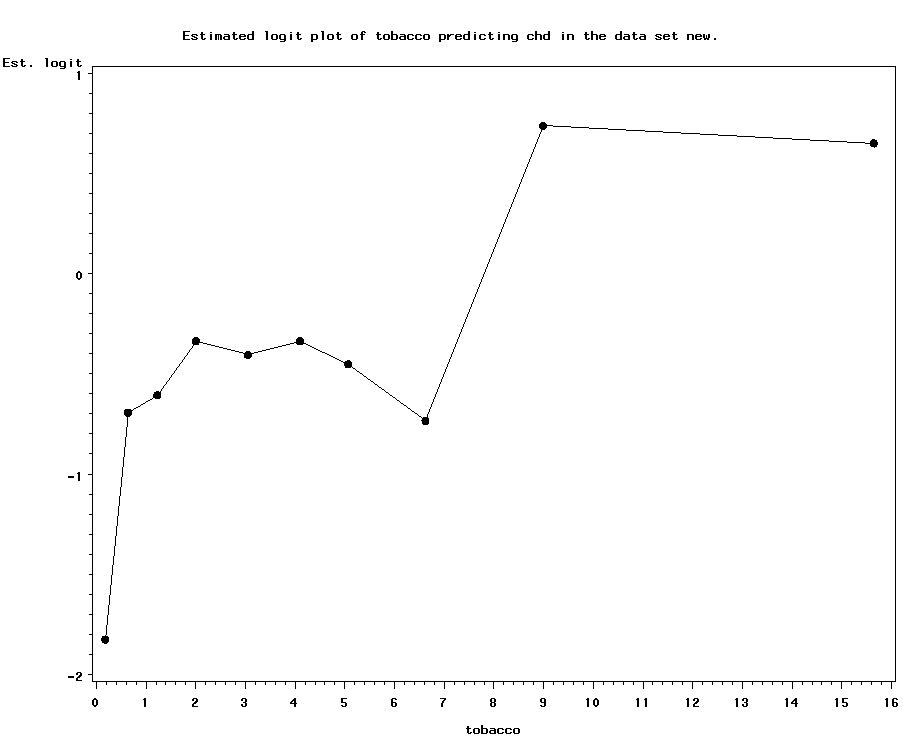 Estimated logit plot of tobacco predicting chd in the data set new.
Est. logit
1
0
-1
-2
0 1 2 3 4 5 6 7 8 9 10 11 12 13 14 15 16
tobacco